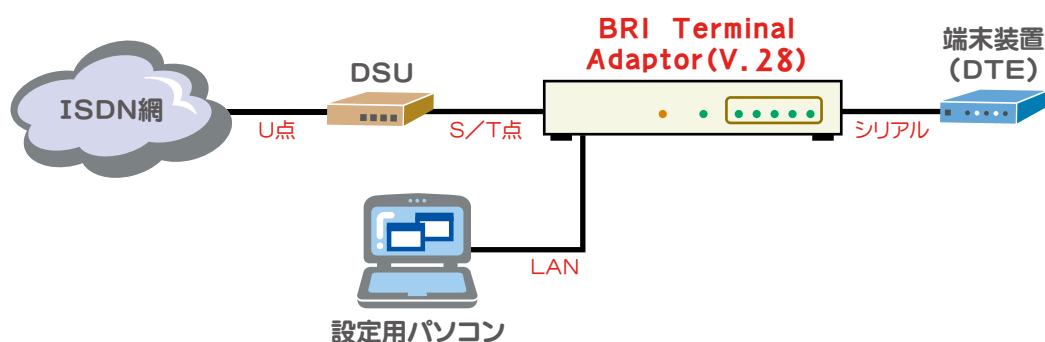 BRI Terminal
Adaptor(V.28)
端末装置
(DTE)
DSU
ISDN網
U点
S/T点
シリアル
LAN
設定用パソコン